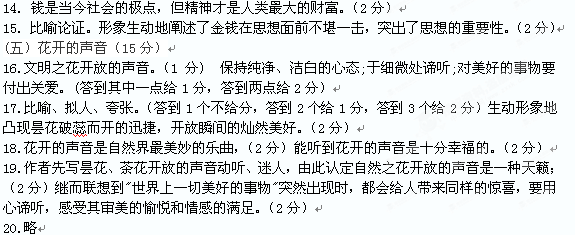 14. 钱是当今社会的极点，但精神才是人类最大的财富。（2 分）
15. 比喻论证。形象生动地阐述了金钱在思想面前不堪一击，突出了思想的重要性。（2 分）
（五）花开的声音（15 分）
16.文明之花开放的声音。（1 分） 保持纯净、洁白的心态;于细微处谛听;对美好的事物要
付出关爱。（答到其中一点给 1 分，答到两点给 2 分）
17.比喻、拟人、夸张。（答到 1 个不给分，答到 2 个给 1 分，答到 3 个给 2 分）生动形象地
凸现昙花破蕊而开的迅捷，开放瞬间的灿然美好。（2 分）
18.花开的声音是自然界最美妙的乐曲，（2 分）能听到花开的声音是十分幸福的。（2 分）
19.作者先写昙花、茶花开放的声音动听、迷人，由此认定自然之花开放的声音是一种天籁；
（2 分）继而联想到"世界上一切美好的事物"突然出现时，都会给人带来同样的惊喜，要用
心谛听，感受其审美的愉悦和情感的满足。（2 分）
20.略